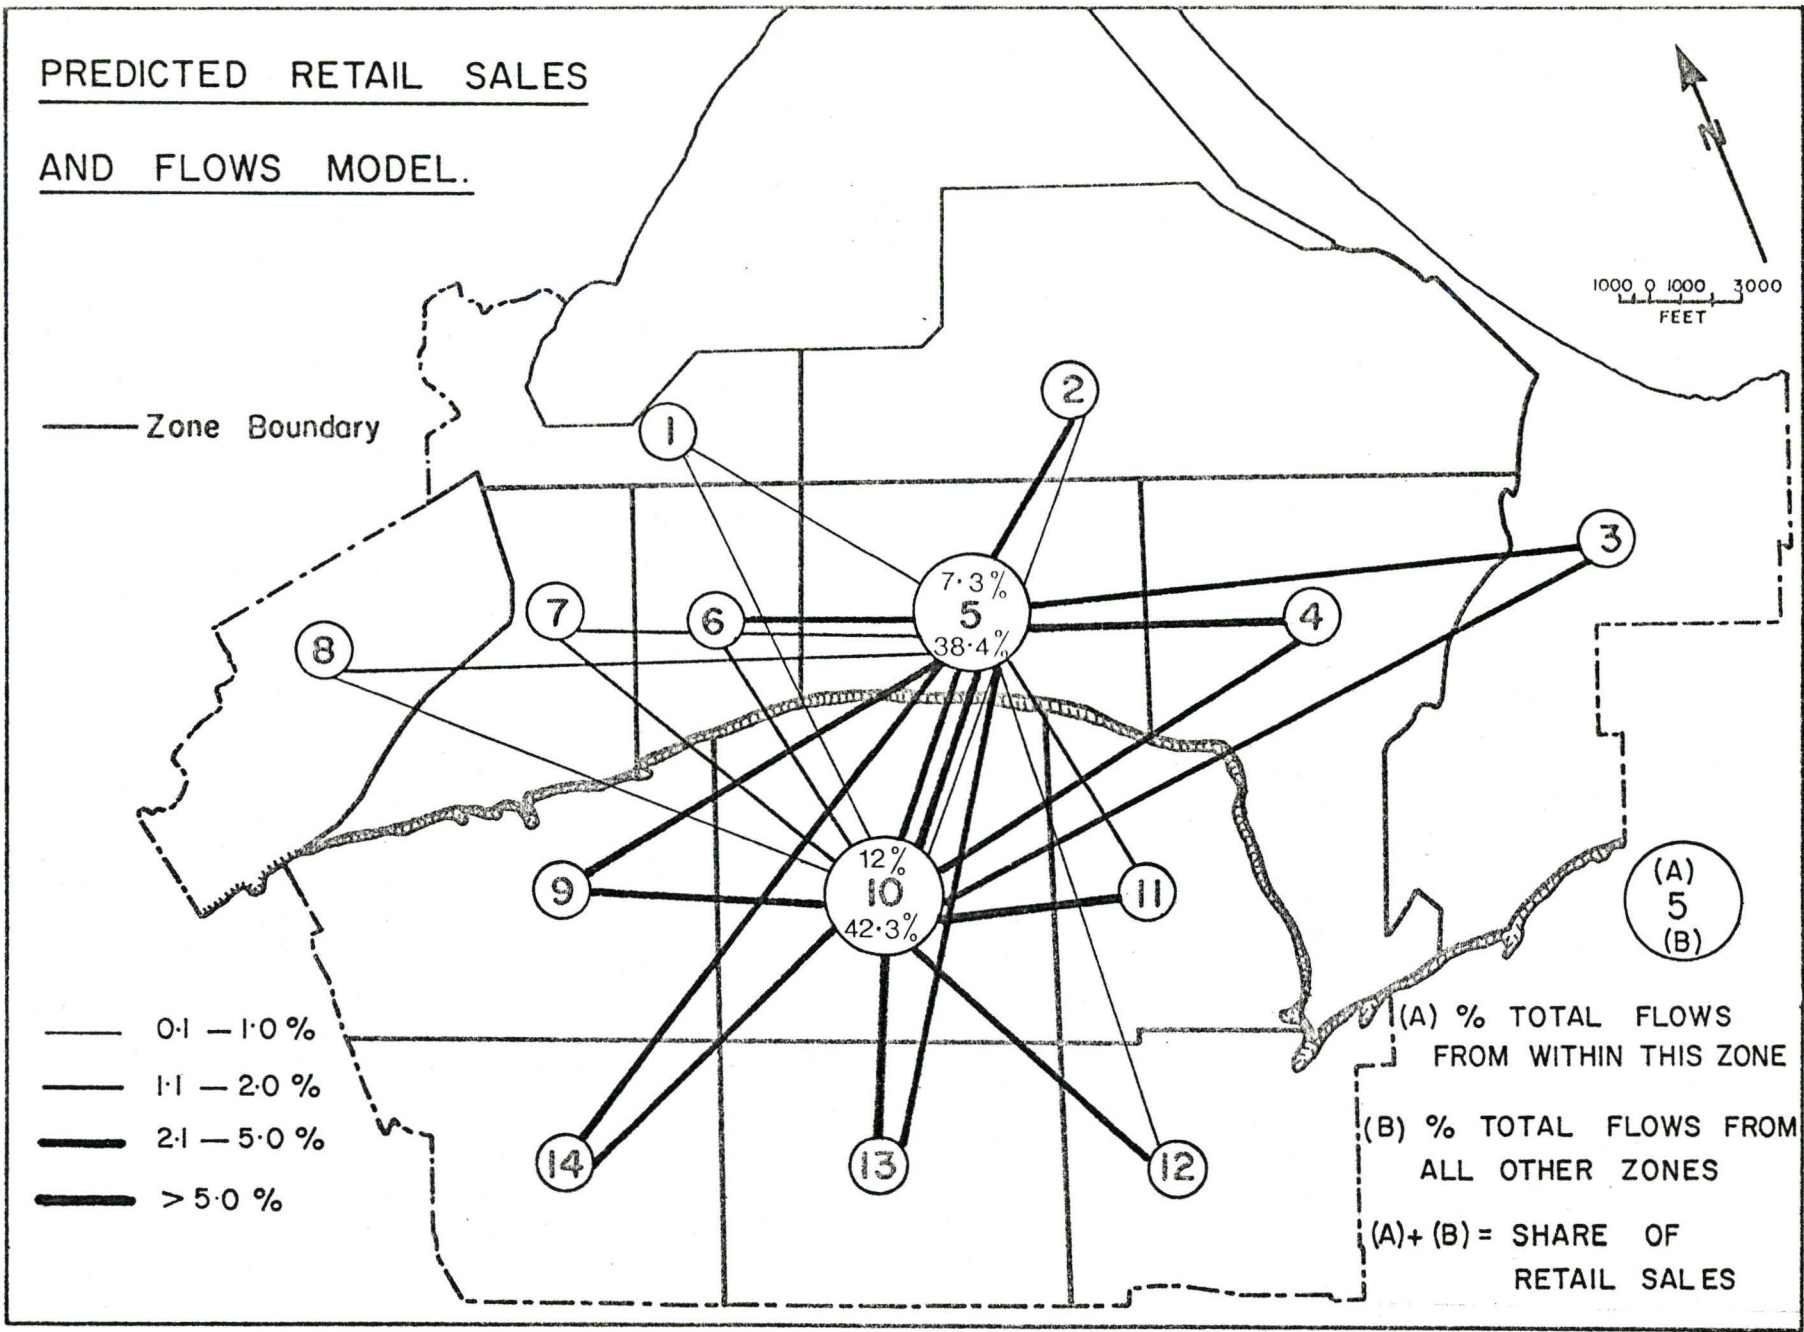 PREDICTED RETAIL SALES
AND FLOWS MODEL.
N
1000 0 1000 3000
FEET
Zone Boundary
1
2
3
7·3%
5
38·4%
4
6
7
8
12%
10
42·3%
9
11
(A)
5
(B)
14
13
12
0·1 – 1·0 %
1·1 – 2·0 %
2·1 – 5·0 %
> 5·0 %
(A) % TOTAL FLOWS
FROM WITHIN THIS ZONE
(B) % TOTAL FLOWS FROM
ALL OTHER ZONES
(A) + (B) = SHARE OF
RETAIL SALES